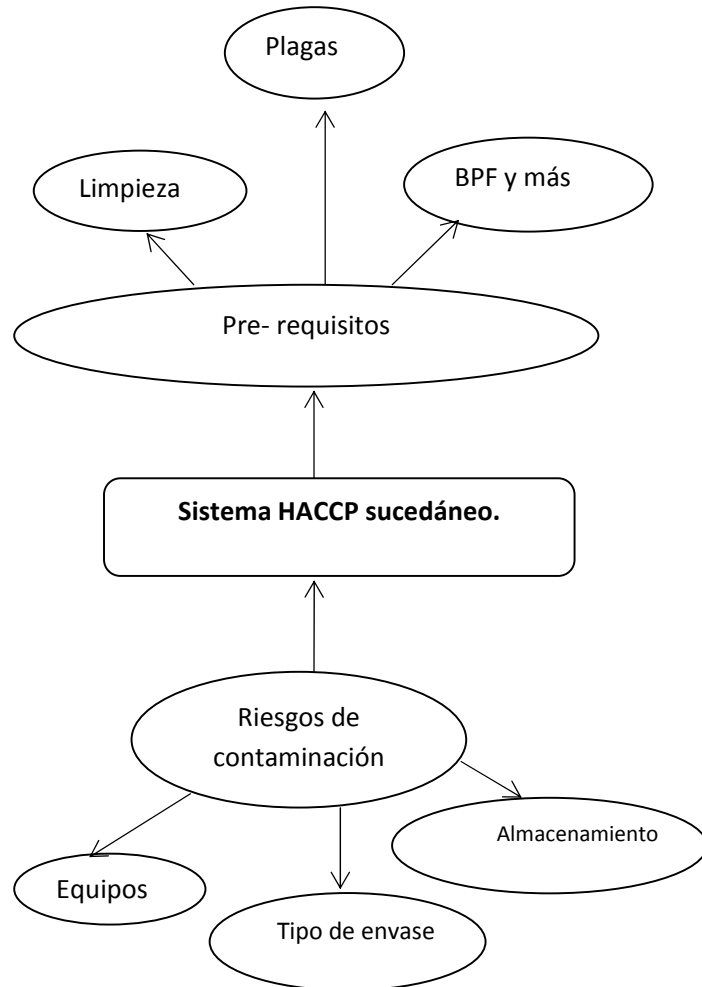 Plagas
Limpieza
BPF y más
Pre- requisitos
Sistema HACCP sucedáneo.
Riesgos de
contaminación
Almacenamiento
Equipos
Tipo de envase